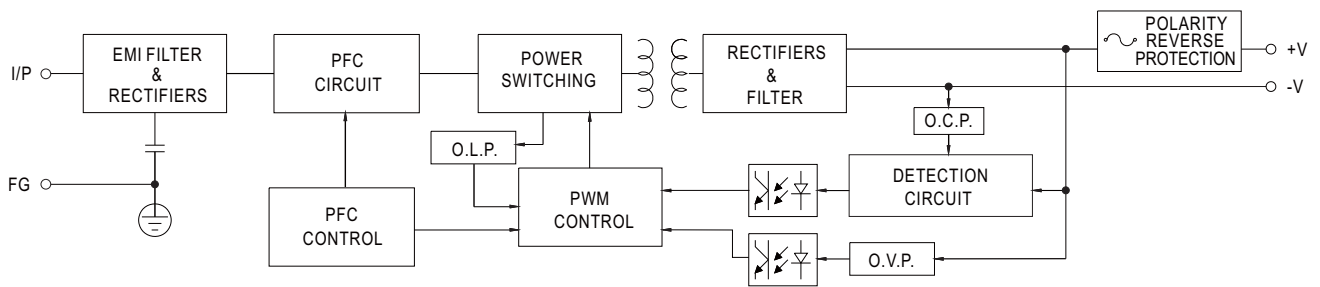 I/P
EMI FILTER
&
RECTIFIERS
PFC
CIRCUIT
POWER
SWITCHING
RECTIFIERS
&
FILTER
POLARITY
REVERSE
PROTECTION
+V
-V
O.C.P.
O.L.P.
DETECTION
CIRCUIT
FG
PFC
CONTROL
PWM
CONTROL
O.V.P.